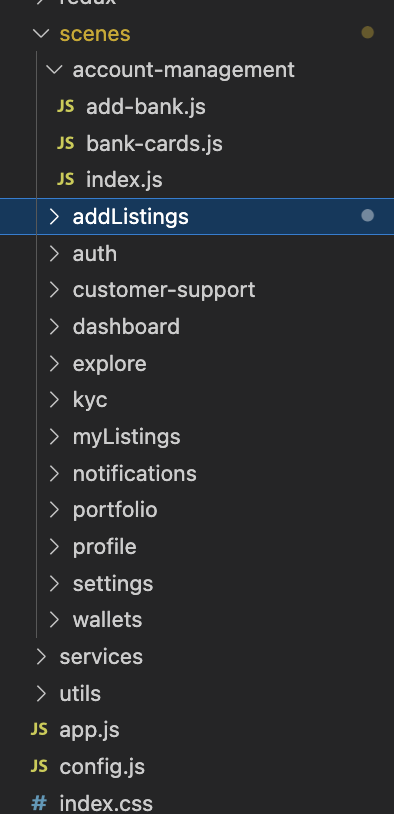 redux
scenes
account-management
JS add-bank.js
JS bank-cards.js
JS index.js
addListings
auth
customer-support
dashboard
explore
kyc
myListings
notifications
portfolio
profile
settings
wallets
services
utils
JS app.js
JS config.js
# index.css